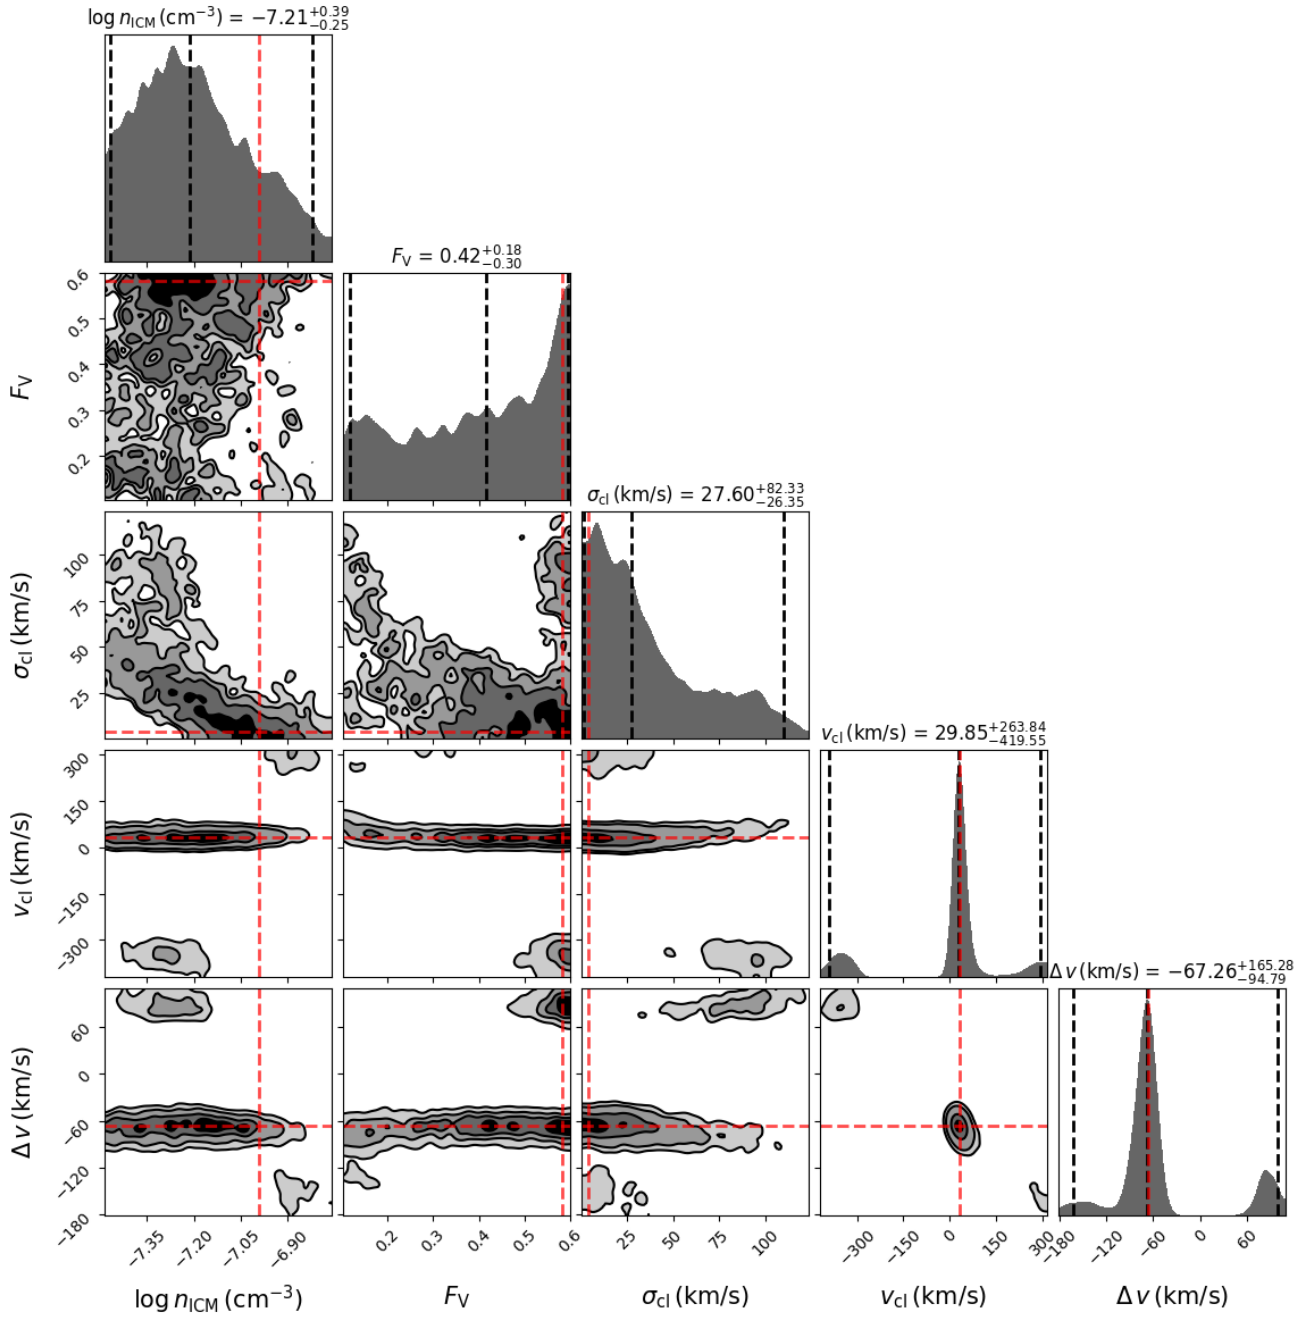 log n_ICM (cm⁻³) = −7.21 +0.39 −0.25
F_V = 0.42 +0.18 −0.30
0.6
0.5
0.4
0.3
0.2
F_V
σ_cl (km/s) = 27.60 +82.33 −26.35
100
75
50
25
σ_cl (km/s)
v_cl (km/s) = 29.85 +263.84 −419.55
300
150
0
−150
−300
v_cl (km/s)
Δv (km/s) = −67.26 +165.28 −94.79
60
0
−60
−120
−180
Δv (km/s)
−7.35 −7.20 −7.05 −6.90
0.2 0.3 0.4 0.5 0.6
25 50 75 100
−300 −150 0 150 300
−180 −120 −60 0 60
log n_ICM (cm⁻³)
F_V
σ_cl (km/s)
v_cl (km/s)
Δv (km/s)